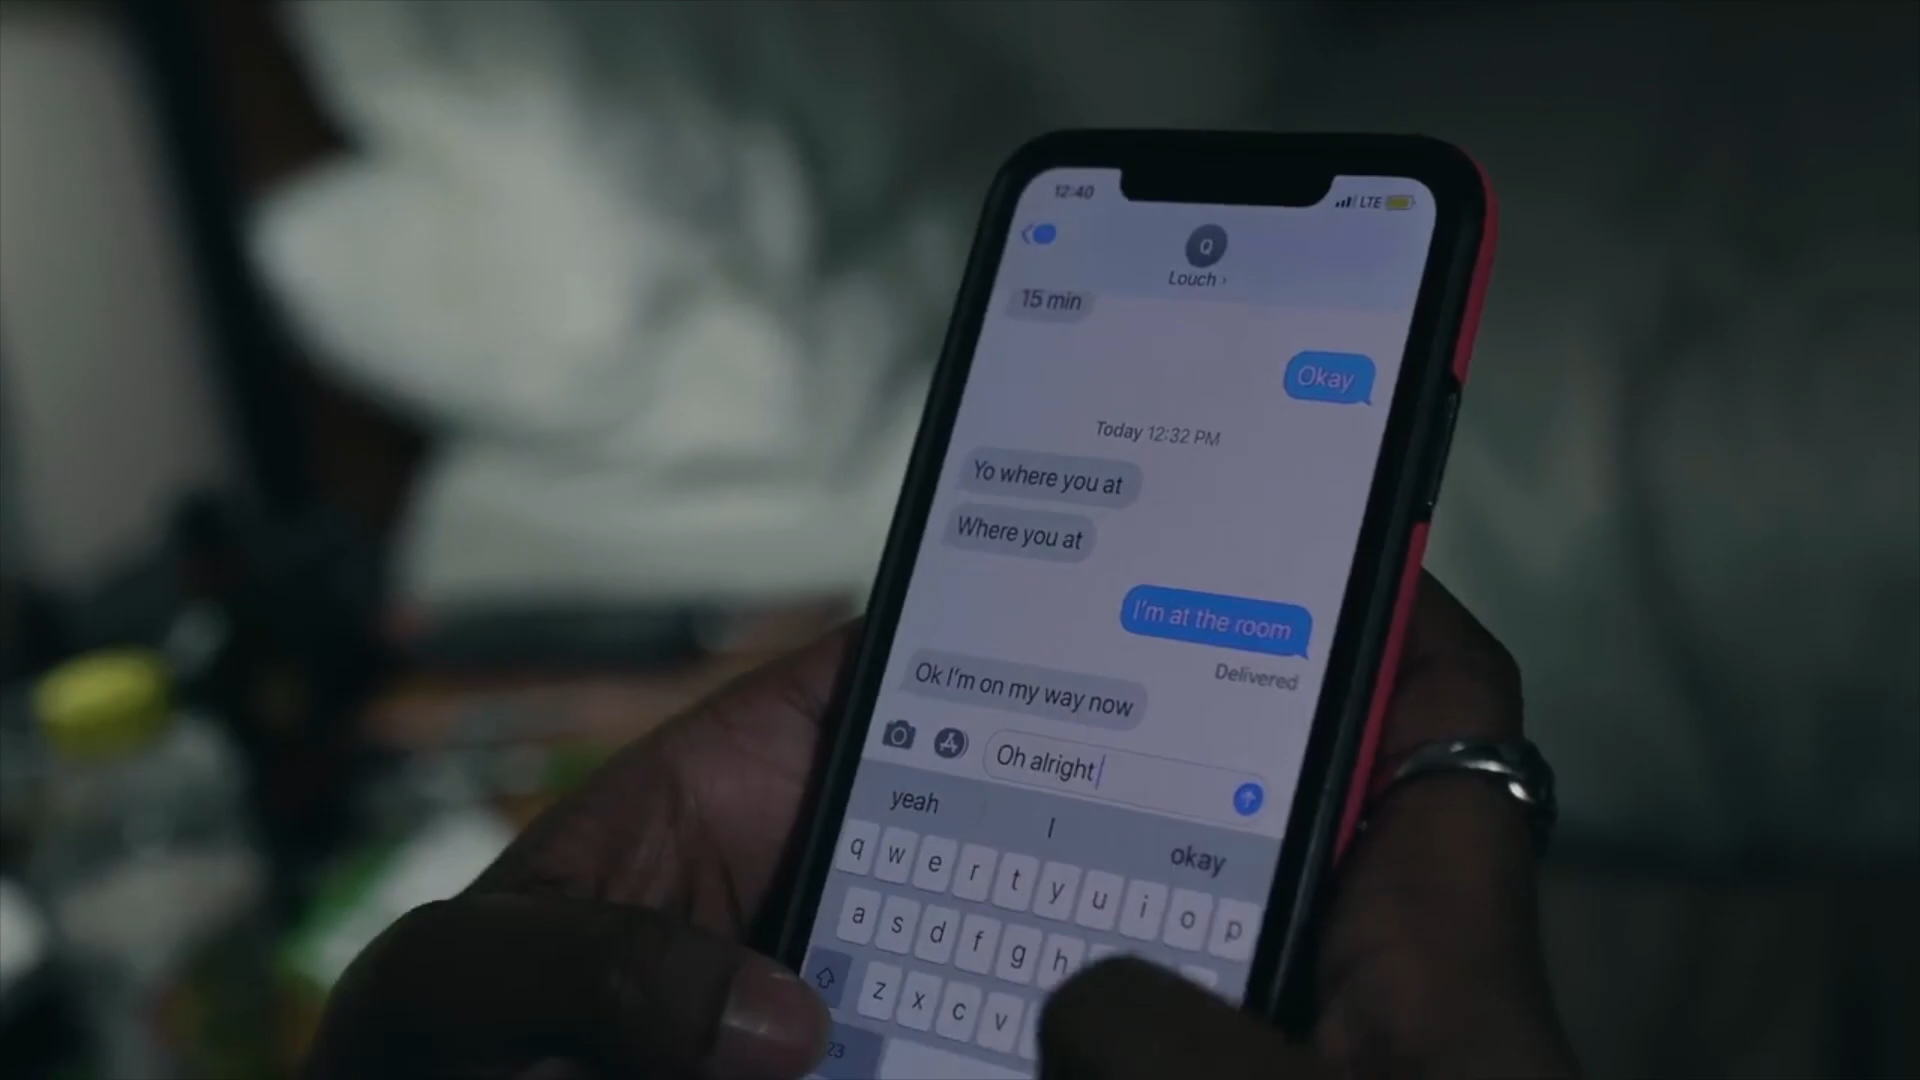 12:40
LTE
Q
Louch ›
15 min
Okay
Today 12:32 PM
Yo where you at
Where you at
I'm at the room
Delivered
Ok I'm on my way now
Oh alright
yeah I okay
q w e r t y u i o p
a s d f g h
z x c v
23